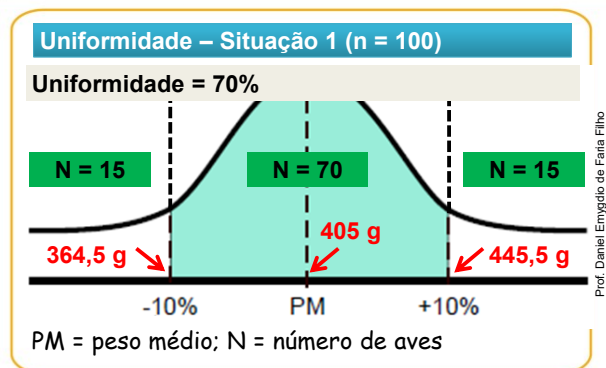 Uniformidade – Situação 1 (n = 100)
Uniformidade = 70%
N = 15
N = 70
N = 15
364,5 g
405 g
445,5 g
-10%
PM
+10%
PM = peso médio; N = número de aves
Prof. Daniel Emygdio de Faria Filho